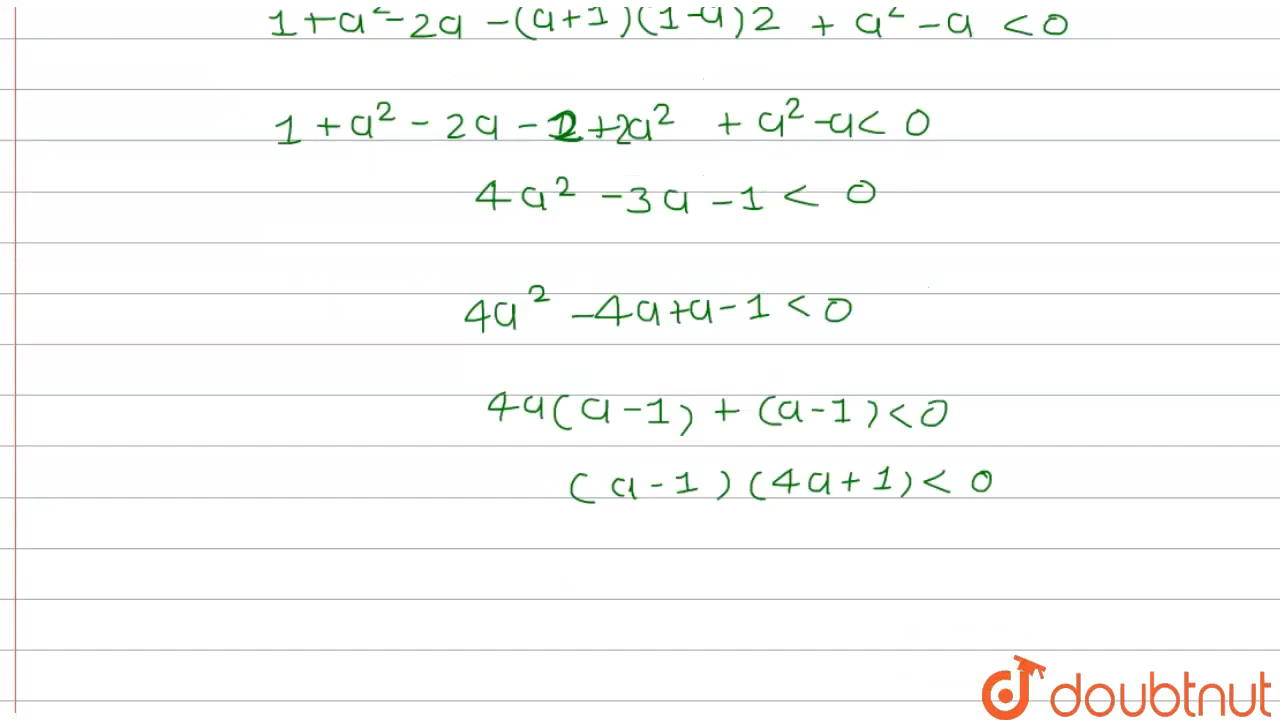 1+a²-2a-(a+1)(1-a)2 + a²-a <0
1+a²-2a-2+2a² + a²-a< 0
4a²-3a-1< 0
4a²-4a+a-1<0
4a(a-1)+(a-1)<0
(a-1)(4a+1)<0
doubtnut